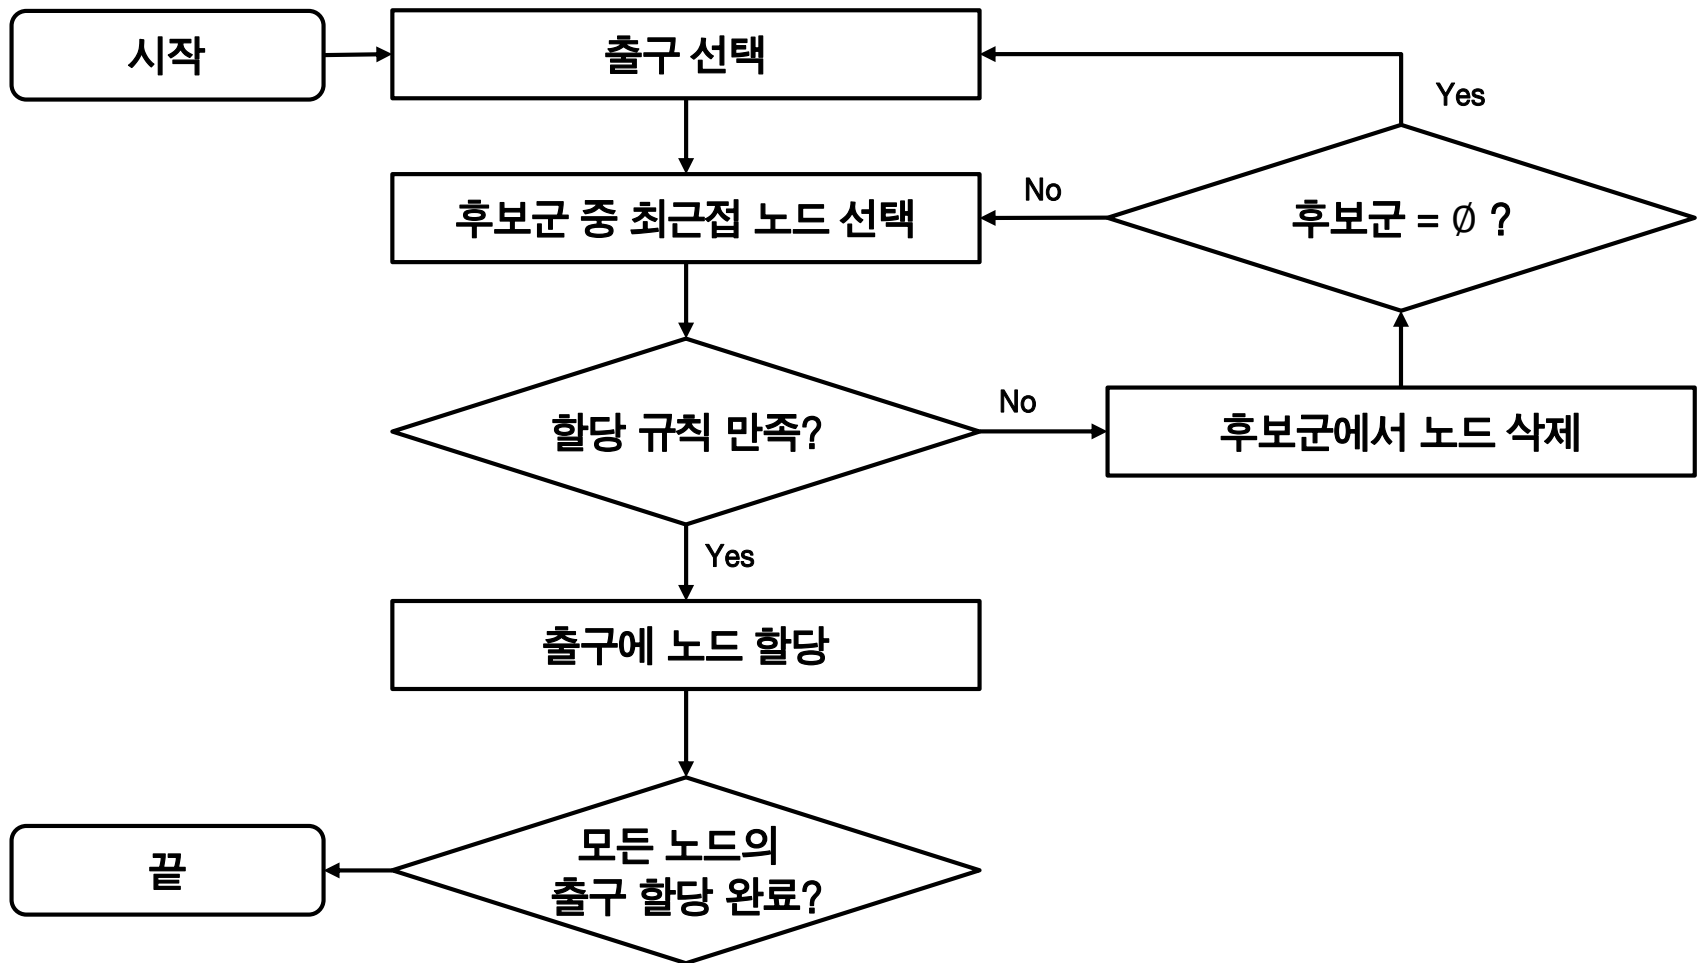 시작
출구 선택
Yes
후보군 중 최근접 노드 선택
No
후보군 = ∅ ?
할당 규칙 만족?
No
후보군에서 노드 삭제
Yes
출구에 노드 할당
모든 노드의
출구 할당 완료?
끝